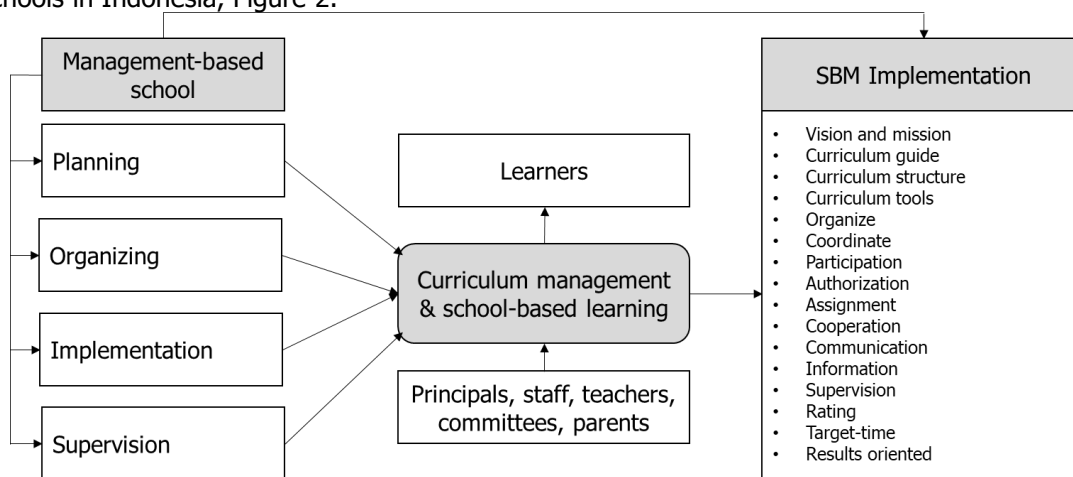 hools in Indonesia, Figure 2.
Management-based
school
Planning
Organizing
Implementation
Supervision
Learners
Curriculum management
& school-based learning
Principals, staff, teachers,
committees, parents
SBM Implementation
• Vision and mission
• Curriculum guide
• Curriculum structure
• Curriculum tools
• Organize
• Coordinate
• Participation
• Authorization
• Assignment
• Cooperation
• Communication
• Information
• Supervision
• Rating
• Target-time
• Results oriented